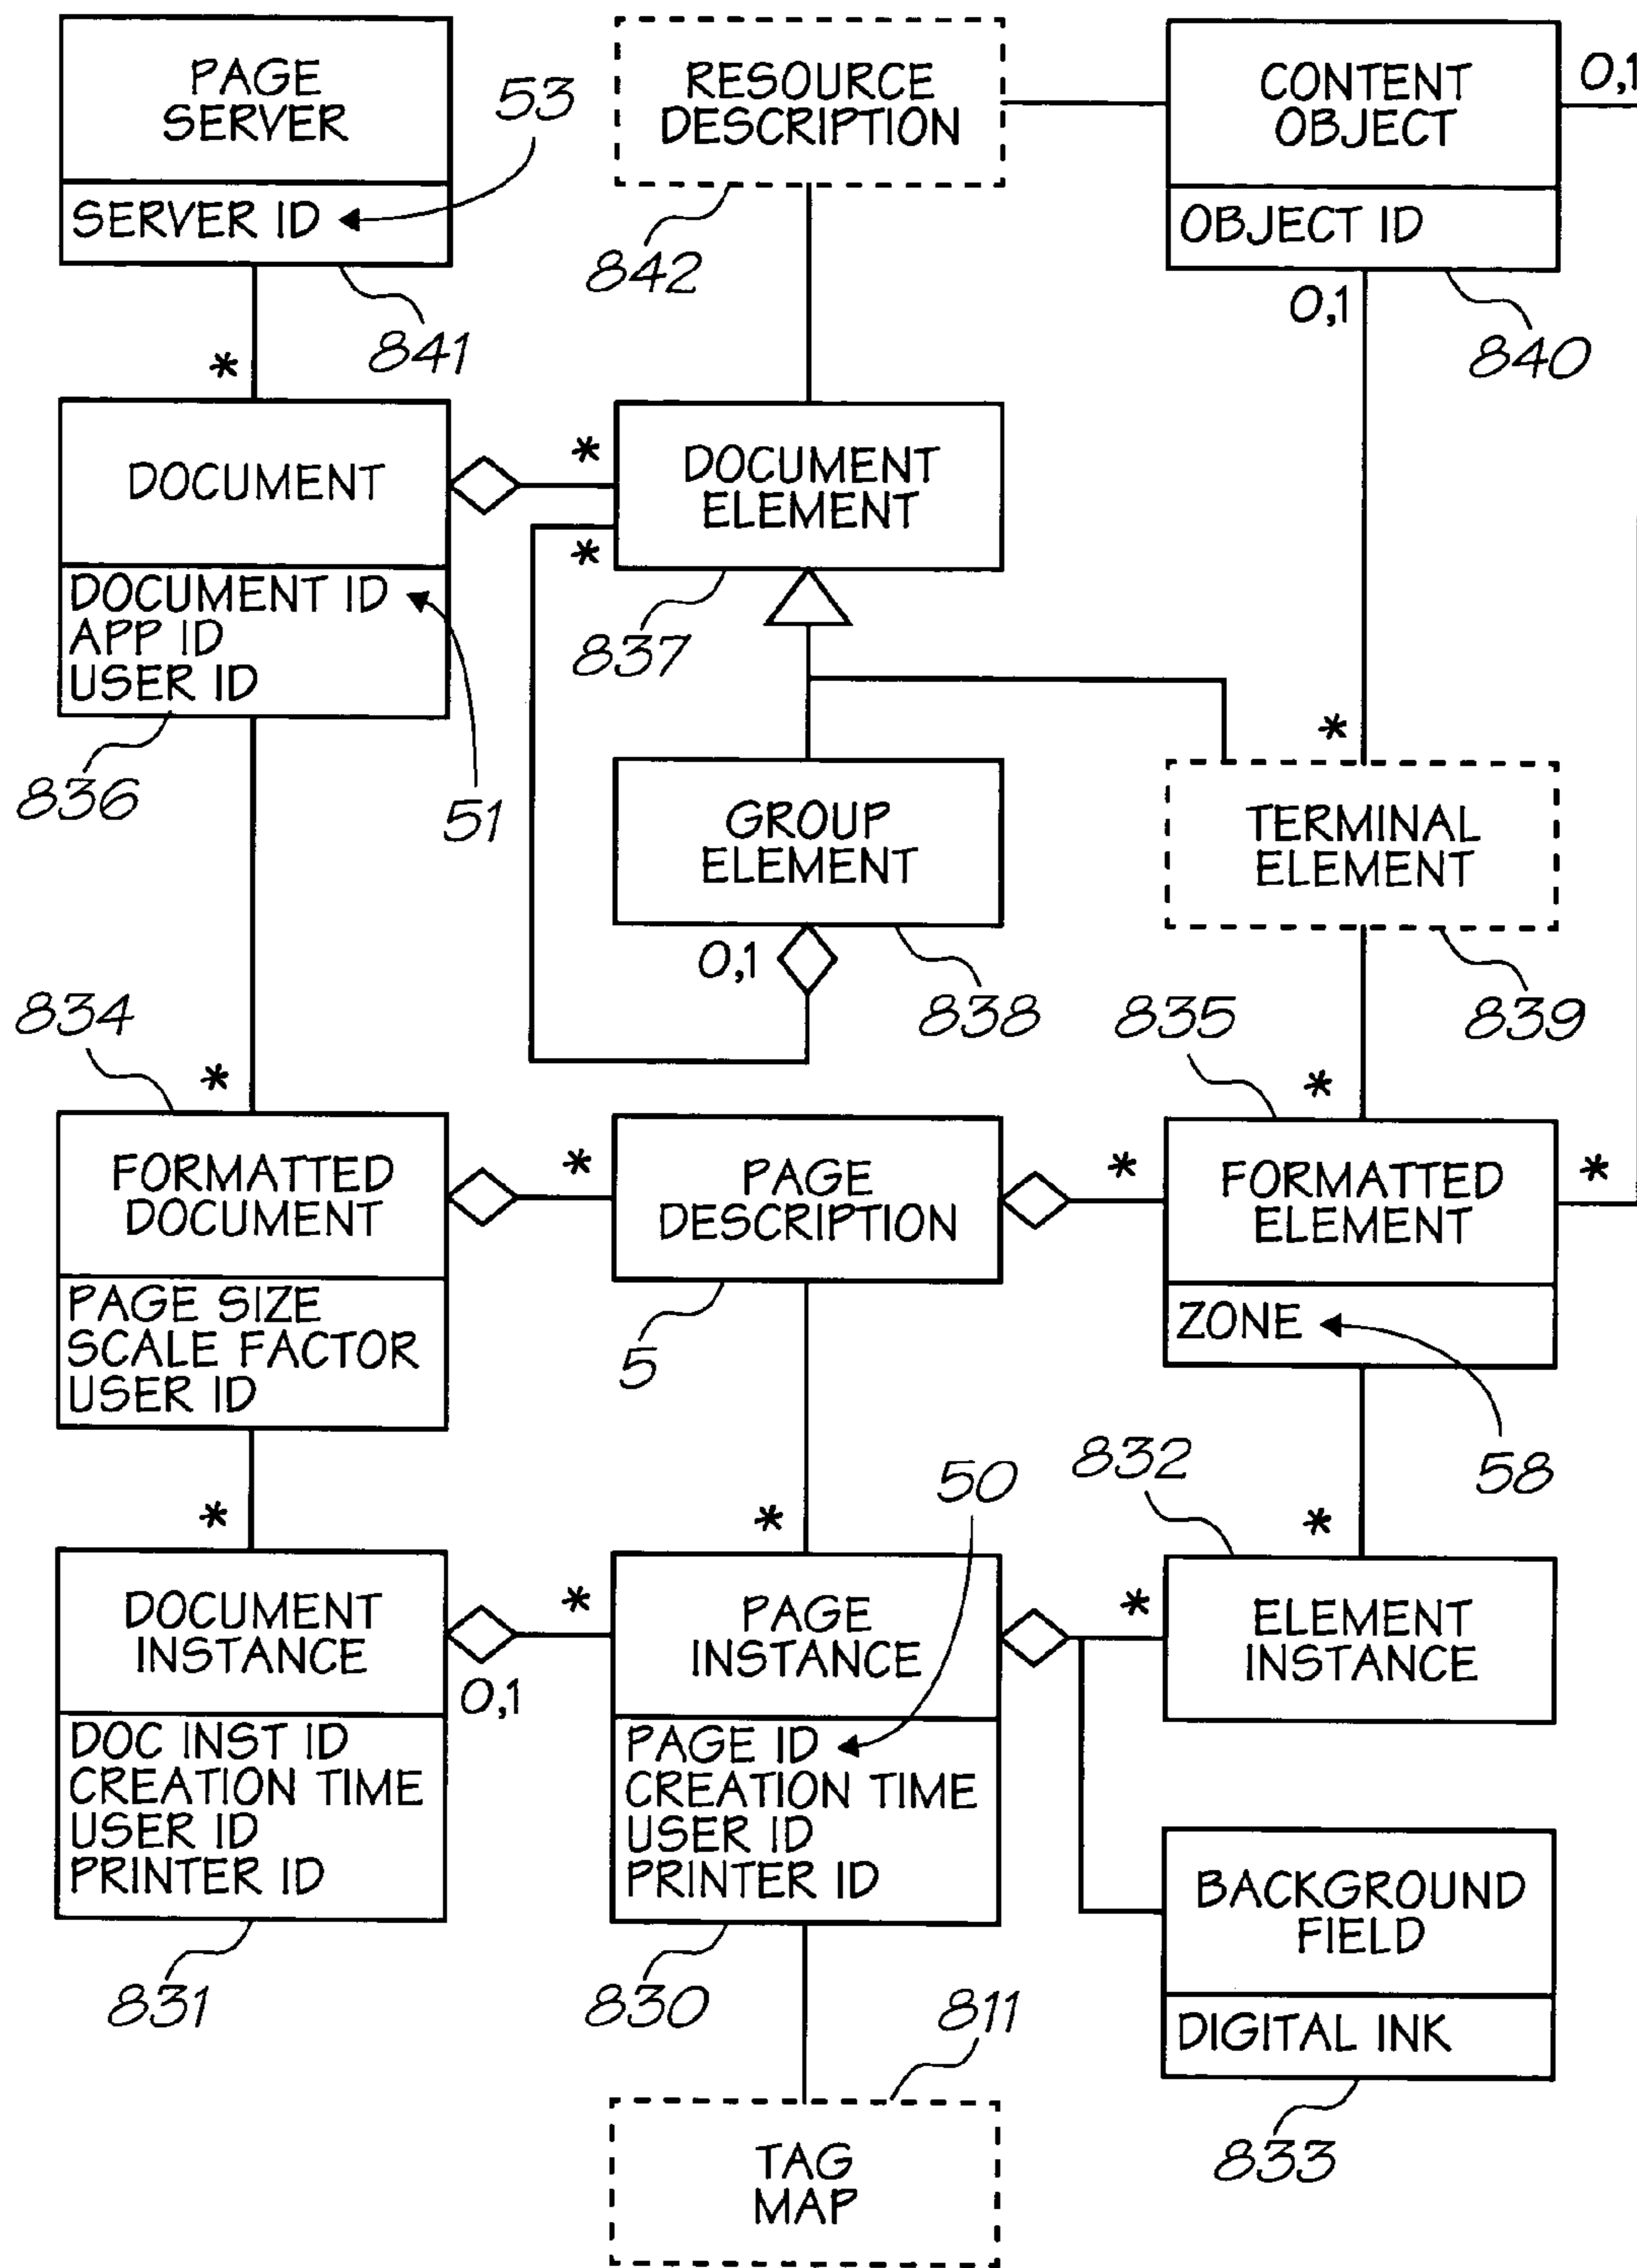 PAGE
SERVER
SERVER ID
53
841
RESOURCE
DESCRIPTION
842
CONTENT
OBJECT
OBJECT ID
0,1
0,1
840
*
DOCUMENT
DOCUMENT ID
APP ID
USER ID
836
51
*
*
DOCUMENT
ELEMENT
837
GROUP
ELEMENT
0,1
838
*
TERMINAL
ELEMENT
839
834
*
FORMATTED
DOCUMENT
PAGE SIZE
SCALE FACTOR
USER ID
*
PAGE
DESCRIPTION
5
835
*
*
FORMATTED
ELEMENT
*
ZONE
58
*
DOCUMENT
INSTANCE
0,1
DOC INST ID
CREATION TIME
USER ID
PRINTER ID
831
*
*
50
PAGE
INSTANCE
PAGE ID
CREATION TIME
USER ID
PRINTER ID
830
832
*
*
ELEMENT
INSTANCE
BACKGROUND
FIELD
DIGITAL INK
833
811
TAG
MAP